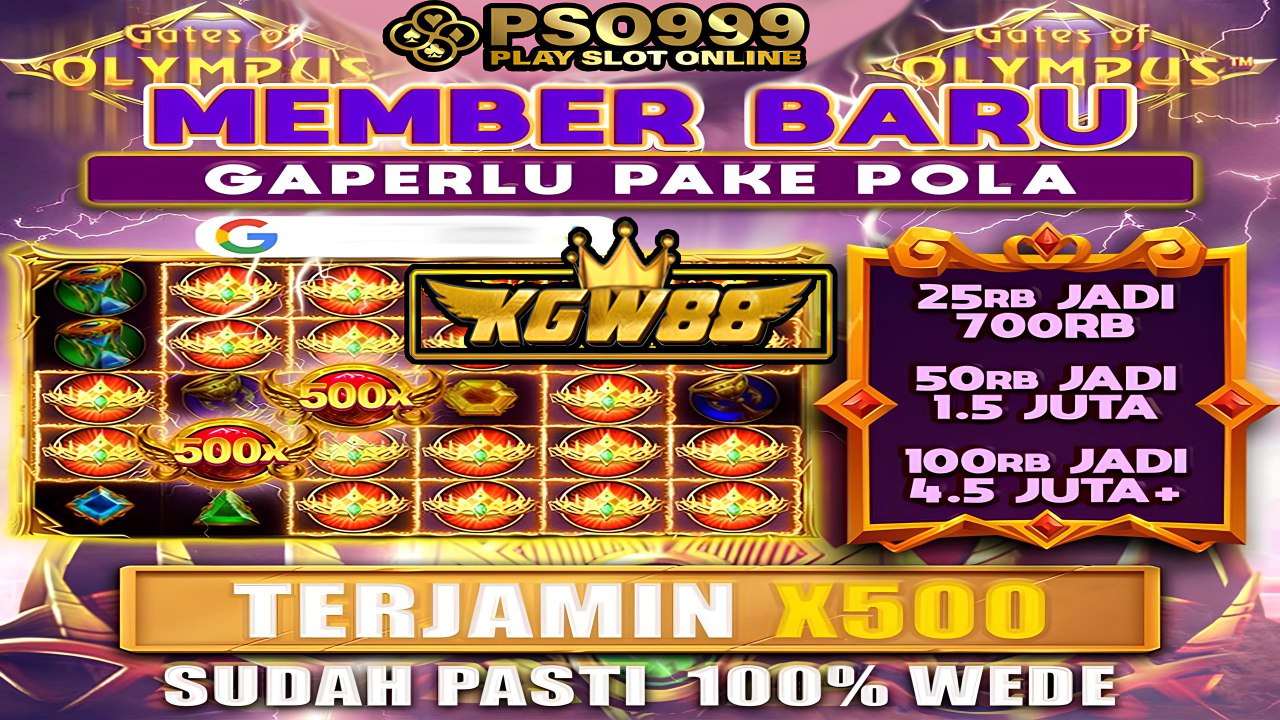 PSO999
PLAY SLOT ONLINE
Gates of
OLYMPUS
Gates of
OLYMPUS™
MEMBER BARU
GAPERLU PAKE POLA
G
KGW88
500x
500x
25RB JADI
700RB
50RB JADI
1.5 JUTA
100RB JADI
4.5 JUTA+
TERJAMIN X500
SUDAH PASTI 100% WEDE